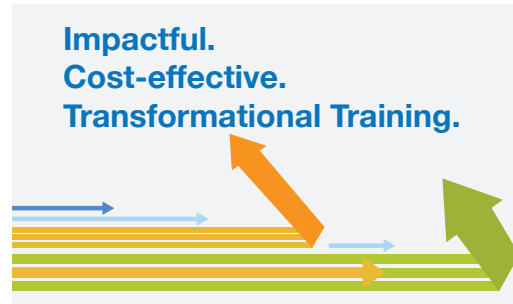 Impactful.
Cost-effective.
Transformational Training.